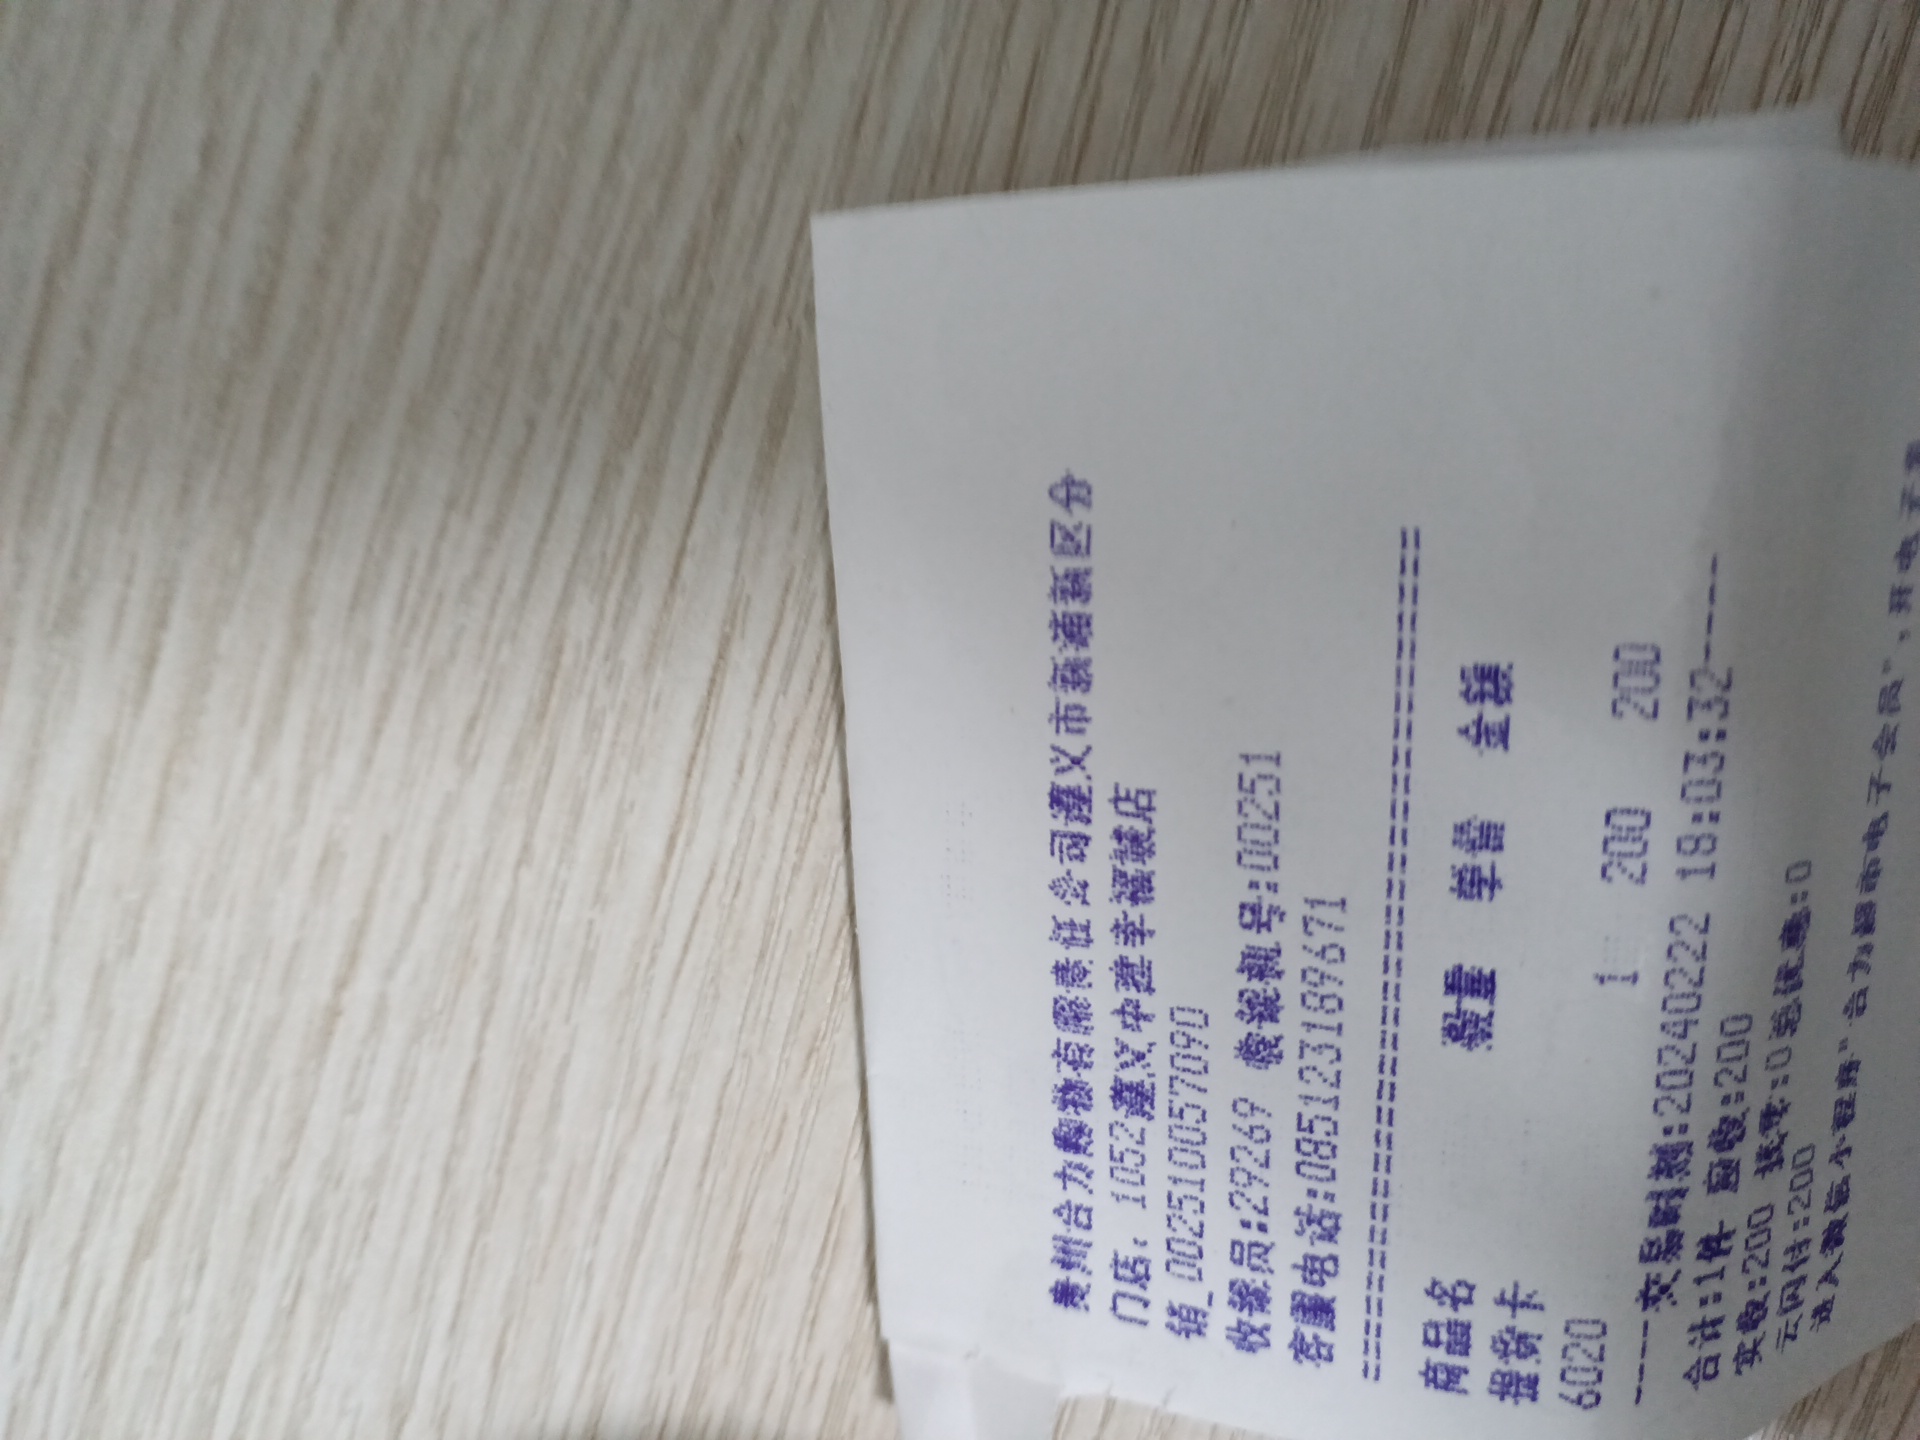 贵州合力购物有限责任公司遵义市新蒲新区分
门店: 1052遵义中建幸福城店
销_002510057090
收银员:29269 收银机号:00251
客服电话:085123189671
================================
商品名 数量 单价 金额
提货卡
6020 1 200 200
----交易时刻:20240222 18:03:32----
合计:1件 应收:200
实收:200 找零:0 总优惠:0
云闪付:200
进入微信小程序"合力超市电子会员",开电子